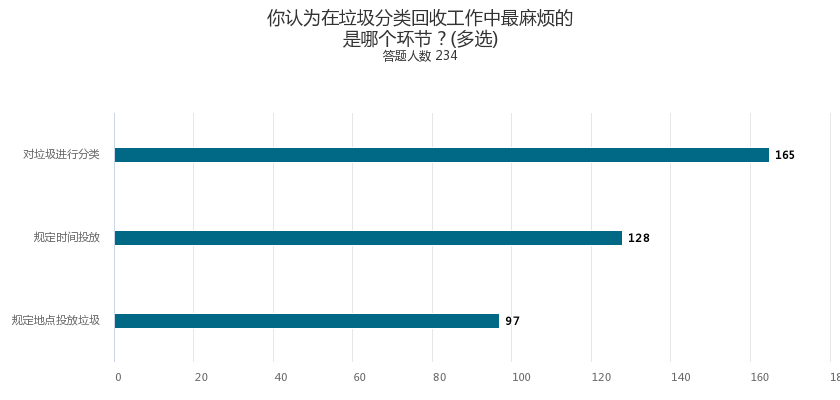 你认为在垃圾分类回收工作中最麻烦的
是哪个环节？(多选)
答题人数 234
对垃圾进行分类
165
规定时间投放
128
规定地点投放垃圾
97
0 20 40 60 80 100 120 140 160 18